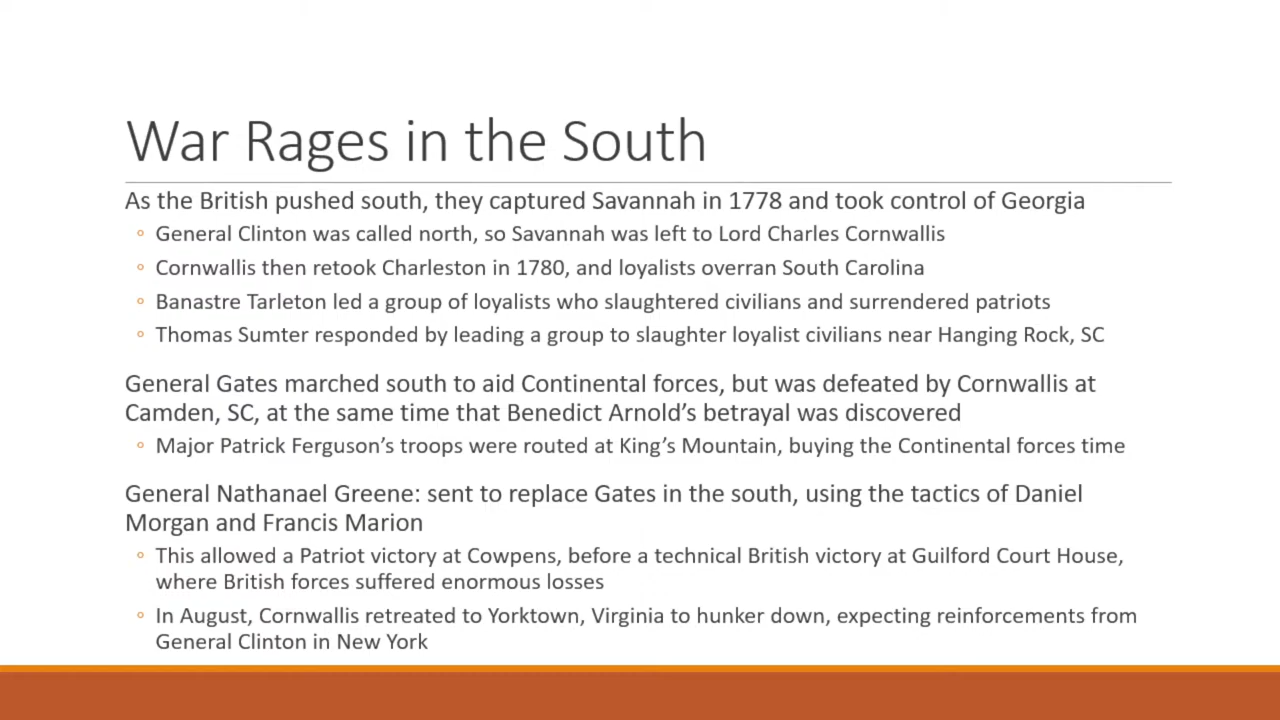 War Rages in the South
As the British pushed south, they captured Savannah in 1778 and took control of Georgia
◦ General Clinton was called north, so Savannah was left to Lord Charles Cornwallis
◦ Cornwallis then retook Charleston in 1780, and loyalists overran South Carolina
◦ Banastre Tarleton led a group of loyalists who slaughtered civilians and surrendered patriots
◦ Thomas Sumter responded by leading a group to slaughter loyalist civilians near Hanging Rock, SC
General Gates marched south to aid Continental forces, but was defeated by Cornwallis at
Camden, SC, at the same time that Benedict Arnold’s betrayal was discovered
◦ Major Patrick Ferguson’s troops were routed at King’s Mountain, buying the Continental forces time
General Nathanael Greene: sent to replace Gates in the south, using the tactics of Daniel
Morgan and Francis Marion
◦ This allowed a Patriot victory at Cowpens, before a technical British victory at Guilford Court House,
where British forces suffered enormous losses
◦ In August, Cornwallis retreated to Yorktown, Virginia to hunker down, expecting reinforcements from
General Clinton in New York